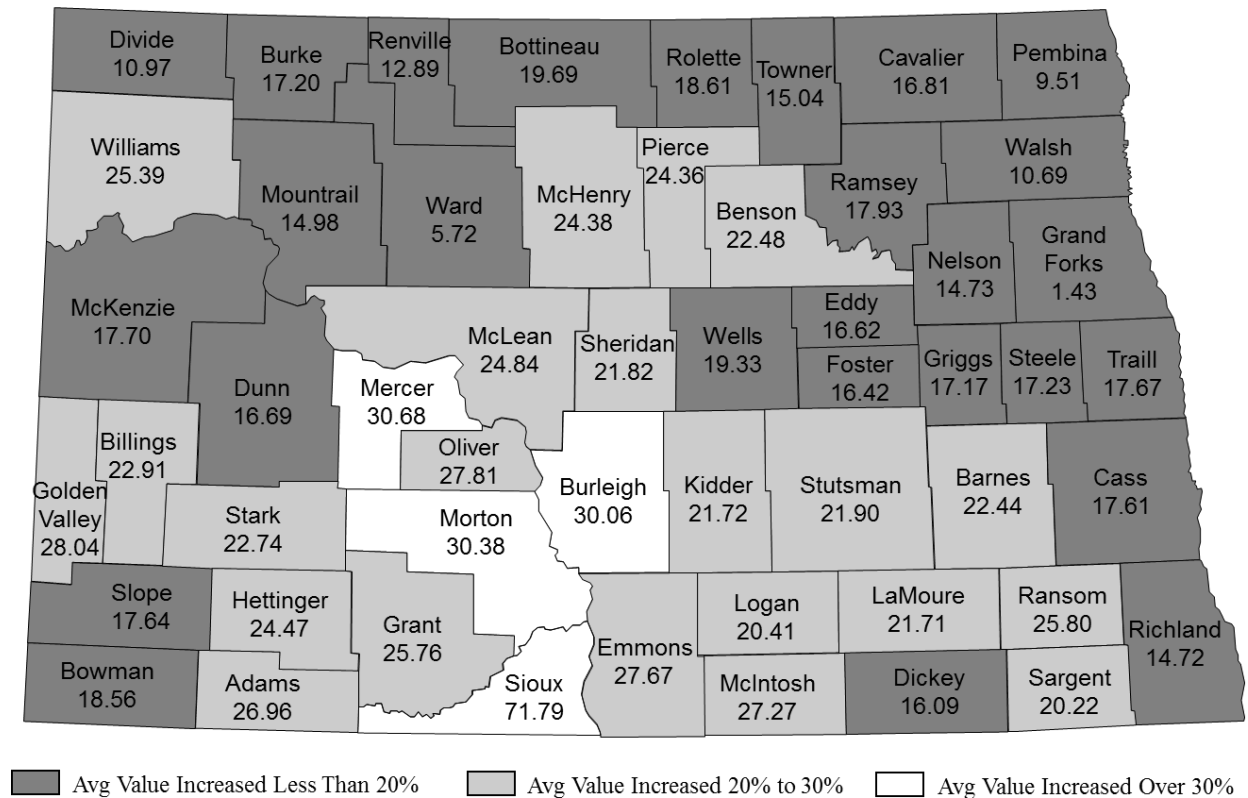 Divide
10.97
Burke
17.20
Renville
12.89
Bottineau
19.69
Rolette
18.61
Towner
15.04
Cavalier
16.81
Pembina
9.51
Williams
25.39
Mountrail
14.98
Ward
5.72
McHenry
24.38
Pierce
24.36
Benson
22.48
Ramsey
17.93
Walsh
10.69
Nelson
14.73
Grand
Forks
1.43
McKenzie
17.70
Dunn
16.69
McLean
24.84
Sheridan
21.82
Wells
19.33
Eddy
16.62
Foster
16.42
Griggs
17.17
Steele
17.23
Traill
17.67
Mercer
30.68
Oliver
27.81
Golden
Valley
28.04
Billings
22.91
Stark
22.74
Morton
30.38
Burleigh
30.06
Kidder
21.72
Stutsman
21.90
Barnes
22.44
Cass
17.61
Slope
17.64
Hettinger
24.47
Grant
25.76
Emmons
27.67
Logan
20.41
LaMoure
21.71
Ransom
25.80
Richland
14.72
Bowman
18.56
Adams
26.96
Sioux
71.79
McIntosh
27.27
Dickey
16.09
Sargent
20.22
Avg Value Increased Less Than 20%
Avg Value Increased 20% to 30%
Avg Value Increased Over 30%